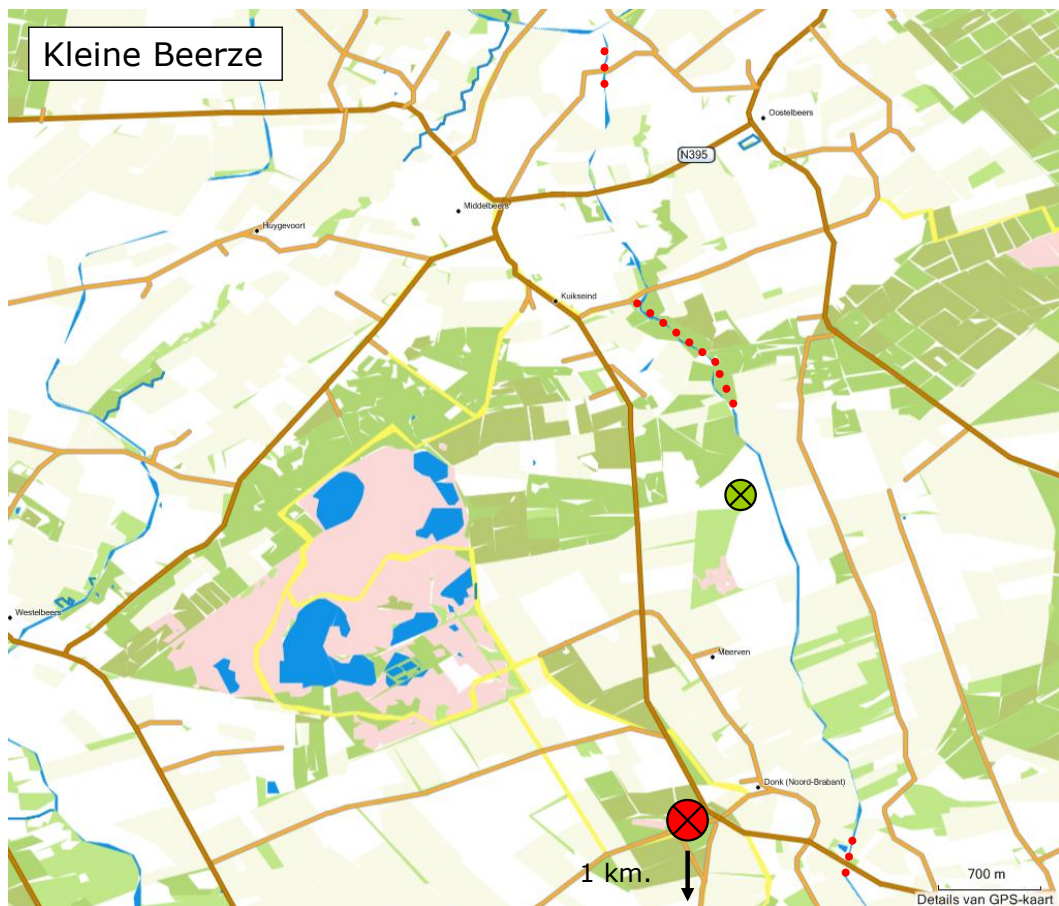 Kleine Beerze
Oostelbeers
N395
Middelbeers
Huygevoort
Kuikseind
Westelbeers
Meerven
Donk (Noord-Brabant)
1 km.
700 m
Details van GPS-kaart